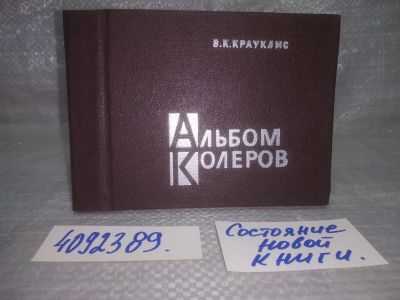 В.К.КРАУКЛИС
АЛЬБОМ
КОЛЕРОВ
4092389.
Состояние
новой
книги.